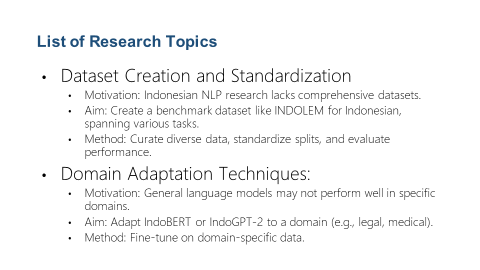 List of Research Topics
• Dataset Creation and Standardization
• Motivation: Indonesian NLP research lacks comprehensive datasets.
• Aim: Create a benchmark dataset like INDOLEM for Indonesian,
spanning various tasks.
• Method: Curate diverse data, standardize splits, and evaluate
performance.
• Domain Adaptation Techniques:
• Motivation: General language models may not perform well in specific
domains.
• Aim: Adapt IndoBERT or IndoGPT-2 to a domain (e.g., legal, medical).
• Method: Fine-tune on domain-specific data.